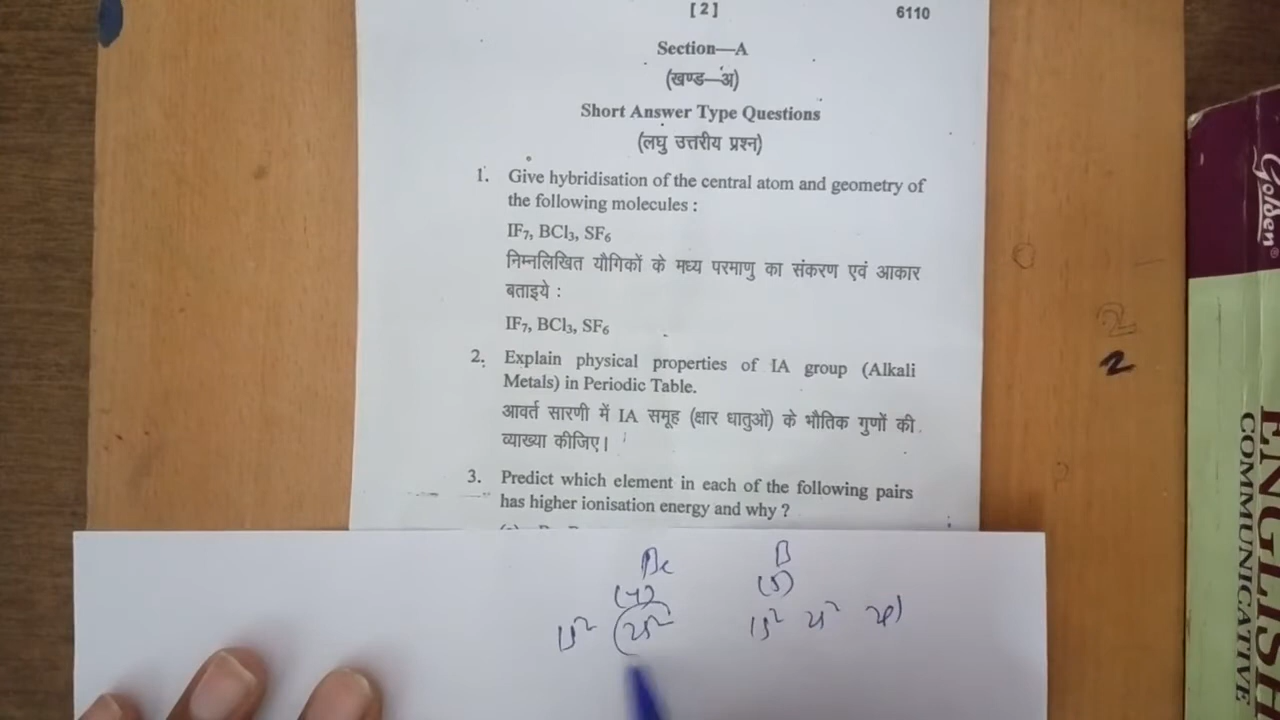 [ 2 ] 6110
Section—A
(खण्ड—अ)
Short Answer Type Questions
(लघु उत्तरीय प्रश्न)
1. Give hybridisation of the central atom and geometry of
the following molecules :
IF₇, BCl₃, SF₆
निम्नलिखित यौगिकों के मध्य परमाणु का संकरण एवं आकार
बताइये :
IF₇, BCl₃, SF₆
2. Explain physical properties of IA group (Alkali
Metals) in Periodic Table.
आवर्त सारणी में IA समूह (क्षार धातुओं) के भौतिक गुणों की
व्याख्या कीजिए।
3. Predict which element in each of the following pairs
has higher ionisation energy and why ?
Be B
(4) (5)
1s² (2s² 1s² 2s² 2p¹
2
Golden
ENGLISH
COMMUNICATIVE